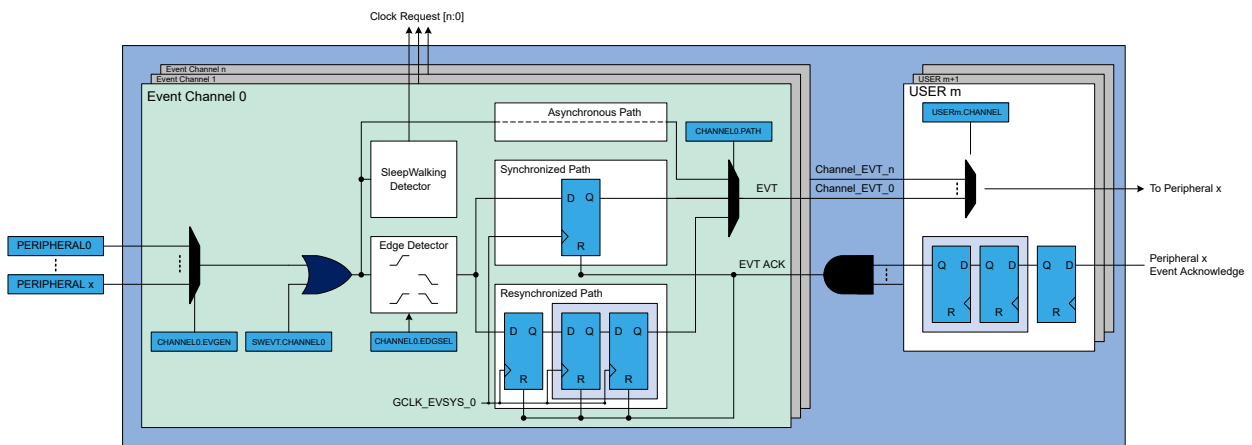 Clock Request [n:0]
Event Channel n
Event Channel 1
Event Channel 0
USER m+1
USER m
Asynchronous Path
CHANNEL0.PATH
USERm.CHANNEL
SleepWalking
Detector
Synchronized Path
D Q
R
EVT
Channel_EVT_n
Channel_EVT_0
To Peripheral x
PERIPHERAL0
PERIPHERAL x
Edge Detector
EVT ACK
Q D
R
Q D
R
Q D
R
Peripheral x
Event Acknowledge
Resynchronized Path
D Q
R
D Q
R
D Q
R
CHANNEL0.EVGEN
SWEVT.CHANNEL0
CHANNEL0.EDGSEL
GCLK_EVSYS_0